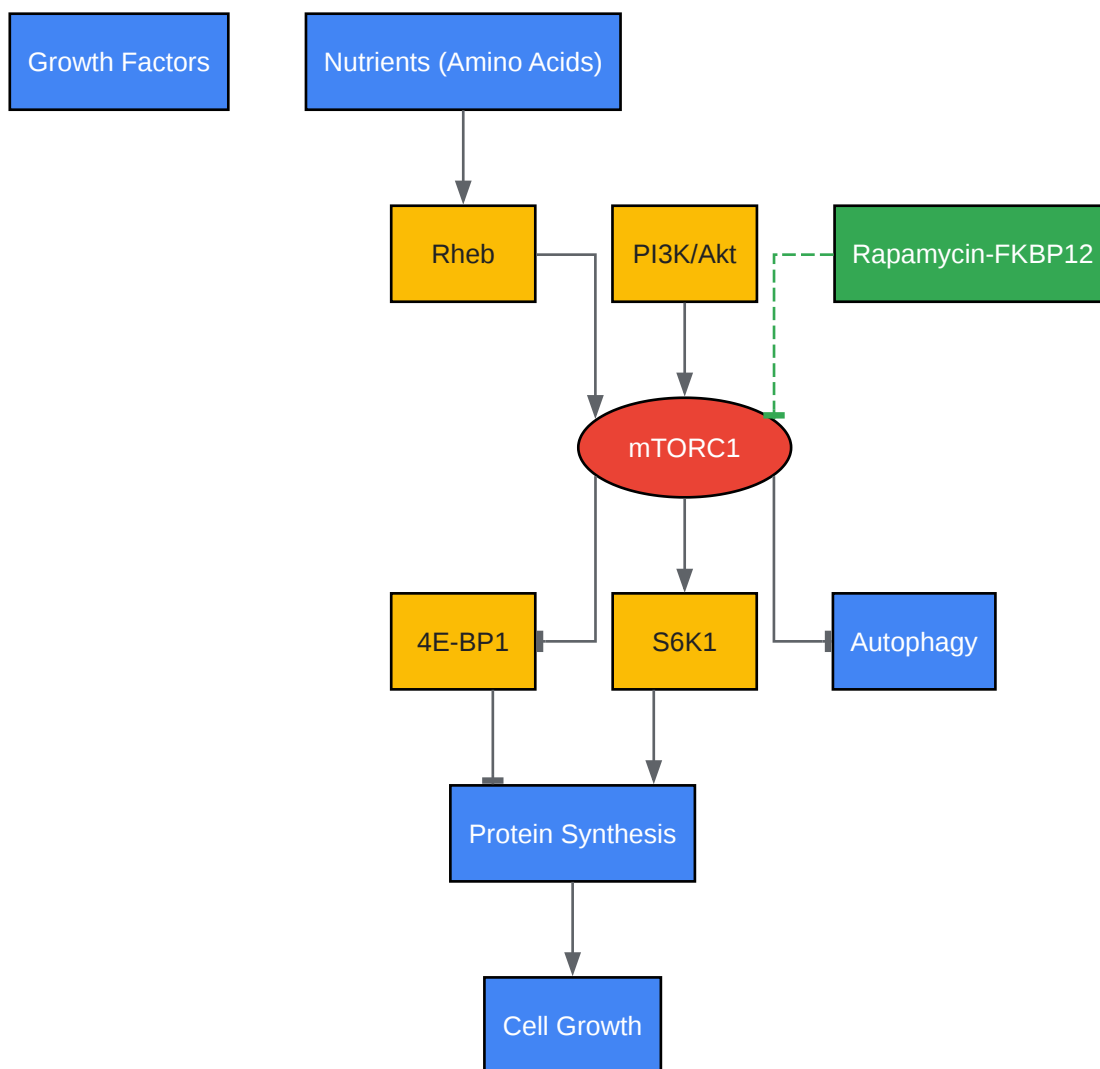 Growth Factors
Nutrients (Amino Acids)
Rheb
PI3K/Akt
Rapamycin-FKBP12
mTORC1
4E-BP1
S6K1
Autophagy
Protein Synthesis
Cell Growth